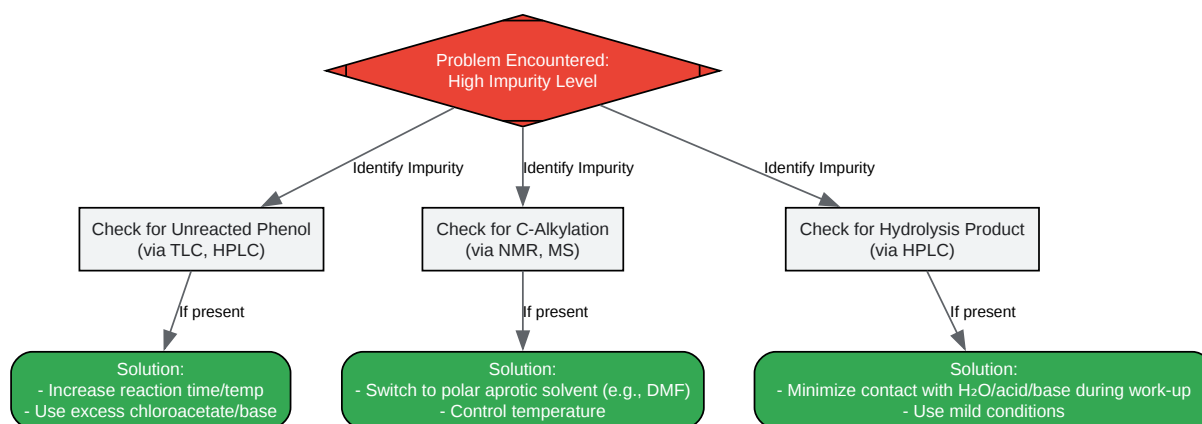 Problem Encountered:
High Impurity Level
Identify Impurity
Identify Impurity
Identify Impurity
Check for Unreacted Phenol
(via TLC, HPLC)
Check for C-Alkylation
(via NMR, MS)
Check for Hydrolysis Product
(via HPLC)
If present
If present
If present
Solution:
- Increase reaction time/temp
- Use excess chloroacetate/base
Solution:
- Switch to polar aprotic solvent (e.g., DMF)
- Control temperature
Solution:
- Minimize contact with H₂O/acid/base during work-up
- Use mild conditions